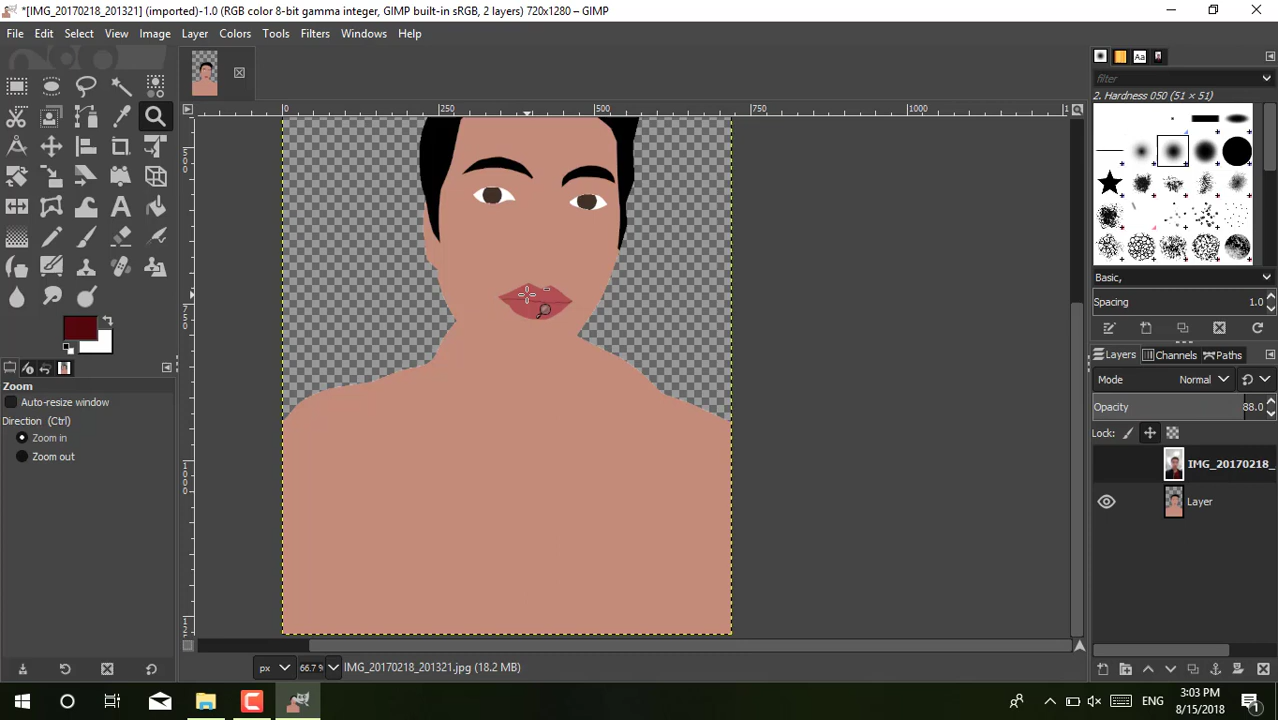 *[IMG_20170218_201321] (imported)-1.0 (RGB color 8-bit gamma integer, GIMP built-in sRGB, 2 layers) 720x1280 – GIMP
File Edit Select View Image Layer Colors Tools Filters Windows Help
0 250 500 750 1000
500
750
1000
filter
2. Hardness 050 (51 × 51)
Basic,
Spacing 1.0
Layers Channels Paths
Mode Normal
Opacity 88.0
Lock:
IMG_20170218_
Layer
Zoom
Auto-resize window
Direction (Ctrl)
Zoom in
Zoom out
px 66.7 % IMG_20170218_201321.jpg (18.2 MB)
ENG
3:03 PM
8/15/2018
1